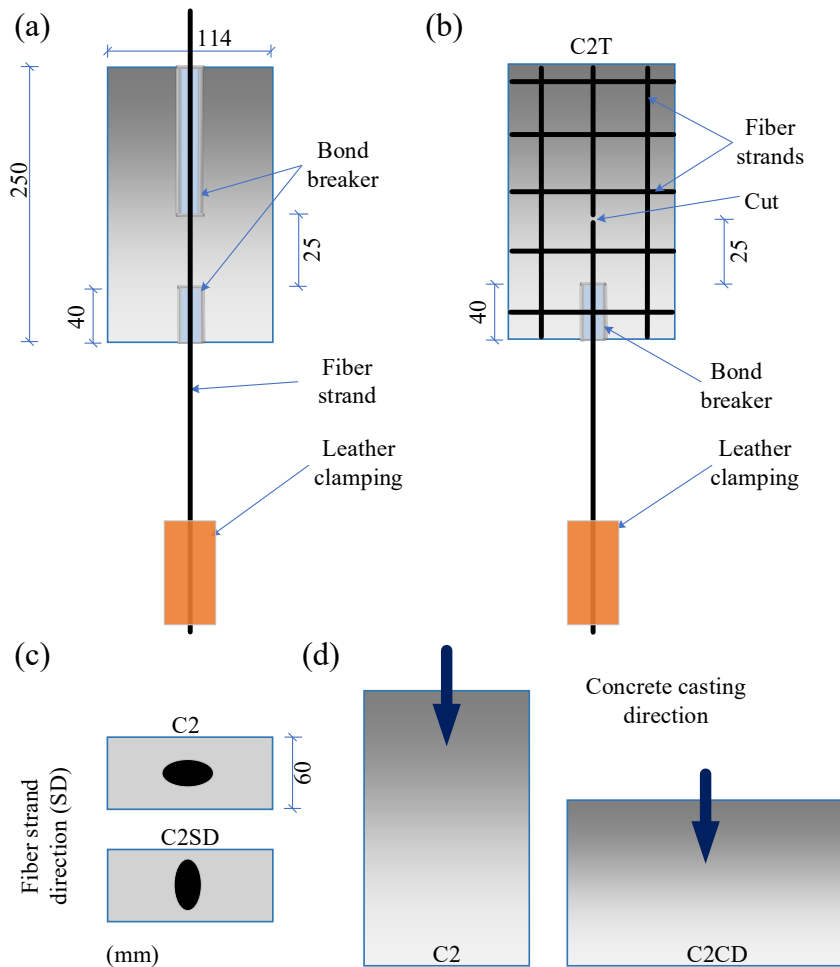 (a)
114
250
40
25
Bond
breaker
Fiber
strand
Leather
clamping
(b)
C2T
Fiber
strands
Cut
25
40
Bond
breaker
Leather
clamping
(c)
Fiber strand
direction (SD)
C2
60
C2SD
(mm)
(d)
Concrete casting
direction
C2
C2CD